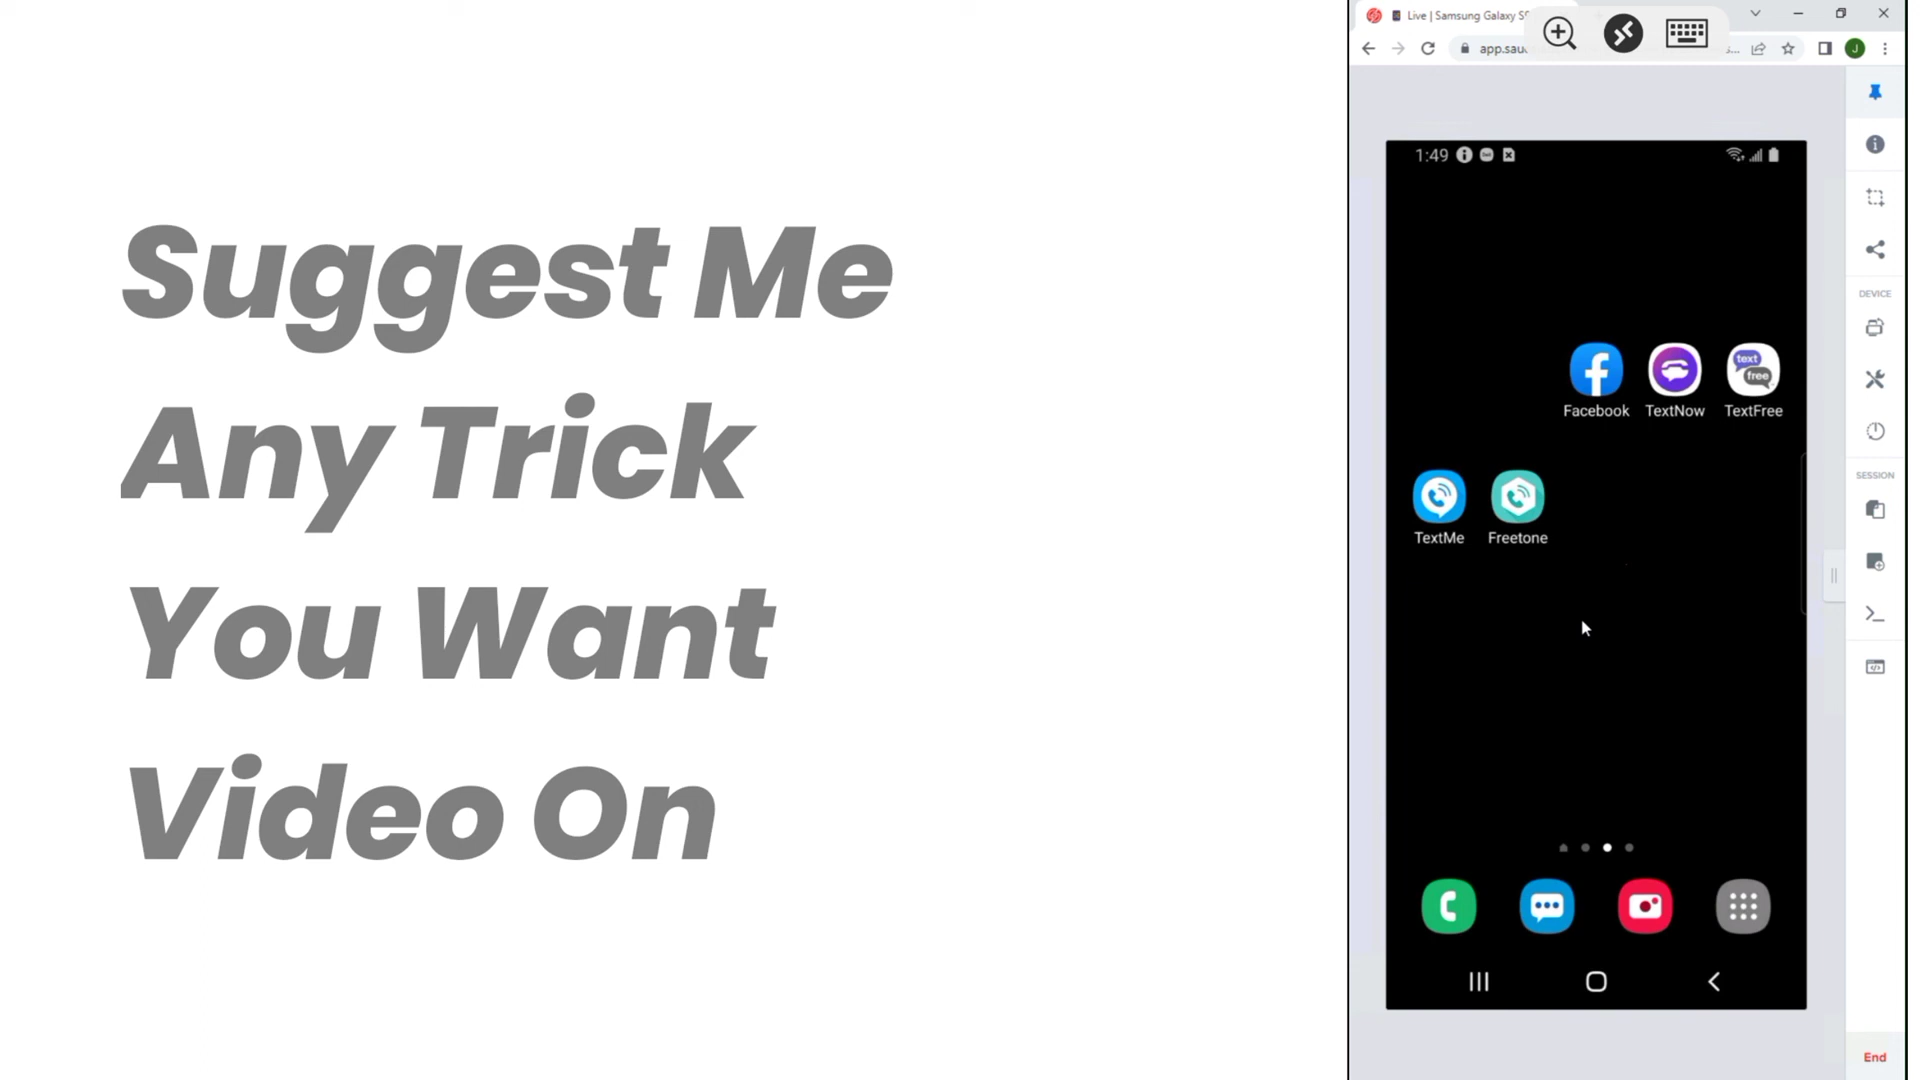 Suggest Me
Any Trick
You Want
Video On
Live | Samsung Galaxy S
app.sau
J
1:49
DEVICE
text
free
Facebook
TextNow
TextFree
SESSION
TextMe
Freetone
End